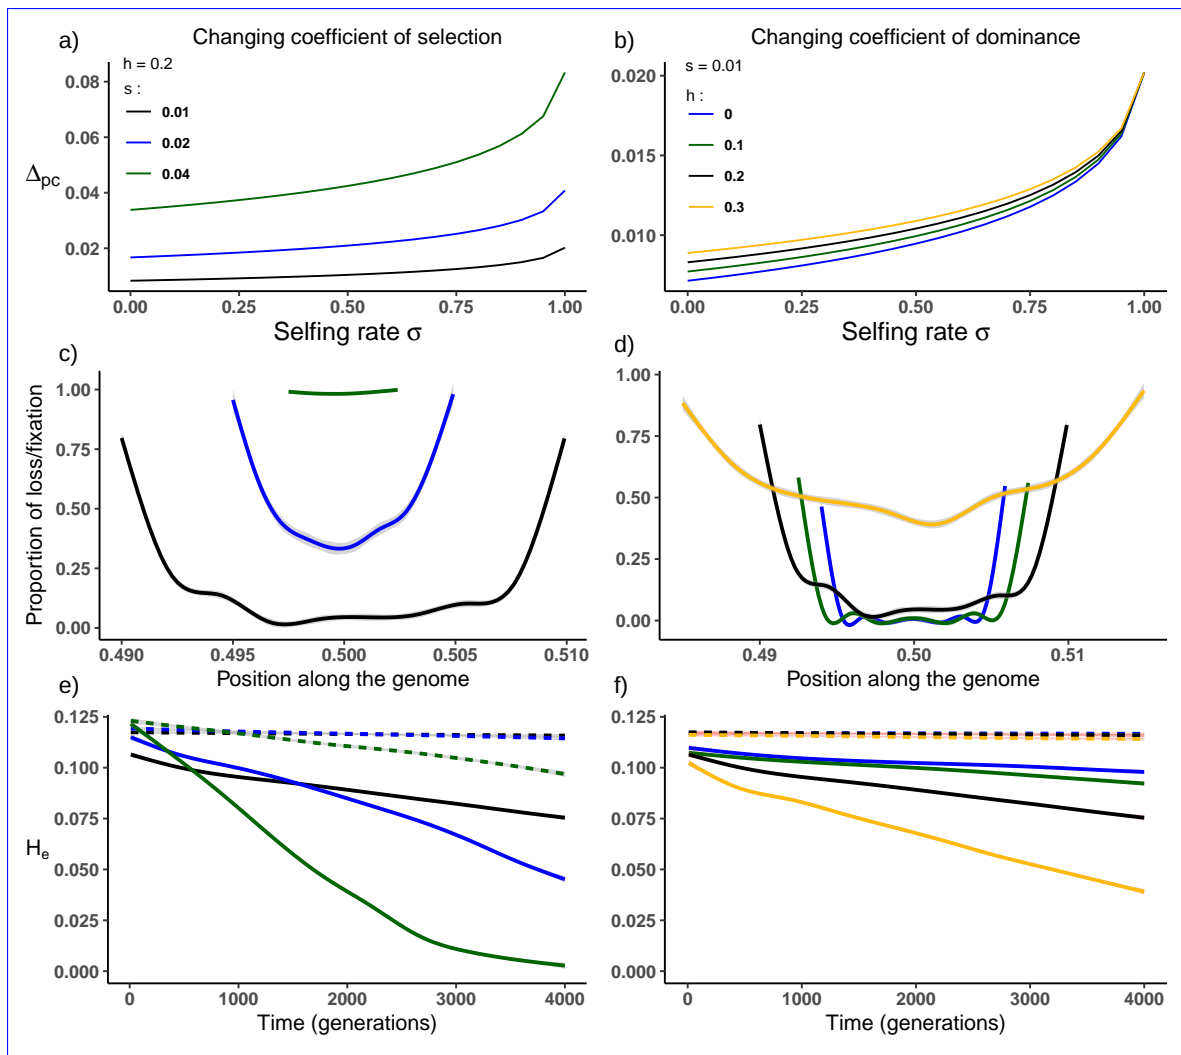 a) Changing coefficient of selection
h = 0.2
s :
0.01
0.02
0.04
Δpc
0.08
0.06
0.04
0.02
0.00 0.25 0.50 0.75 1.00
Selfing rate σ
b) Changing coefficient of dominance
s = 0.01
h :
0
0.1
0.2
0.3
0.020
0.015
0.010
0.00 0.25 0.50 0.75 1.00
Selfing rate σ
c)
Proportion of loss/fixation
1.00
0.75
0.50
0.25
0.00
0.490 0.495 0.500 0.505 0.510
Position along the genome
d)
1.00
0.75
0.50
0.25
0.00
0.49 0.50 0.51
Position along the genome
e)
He
0.125
0.100
0.075
0.050
0.025
0.000
0 1000 2000 3000 4000
Time (generations)
f)
0.125
0.100
0.075
0.050
0.025
0.000
0 1000 2000 3000 4000
Time (generations)